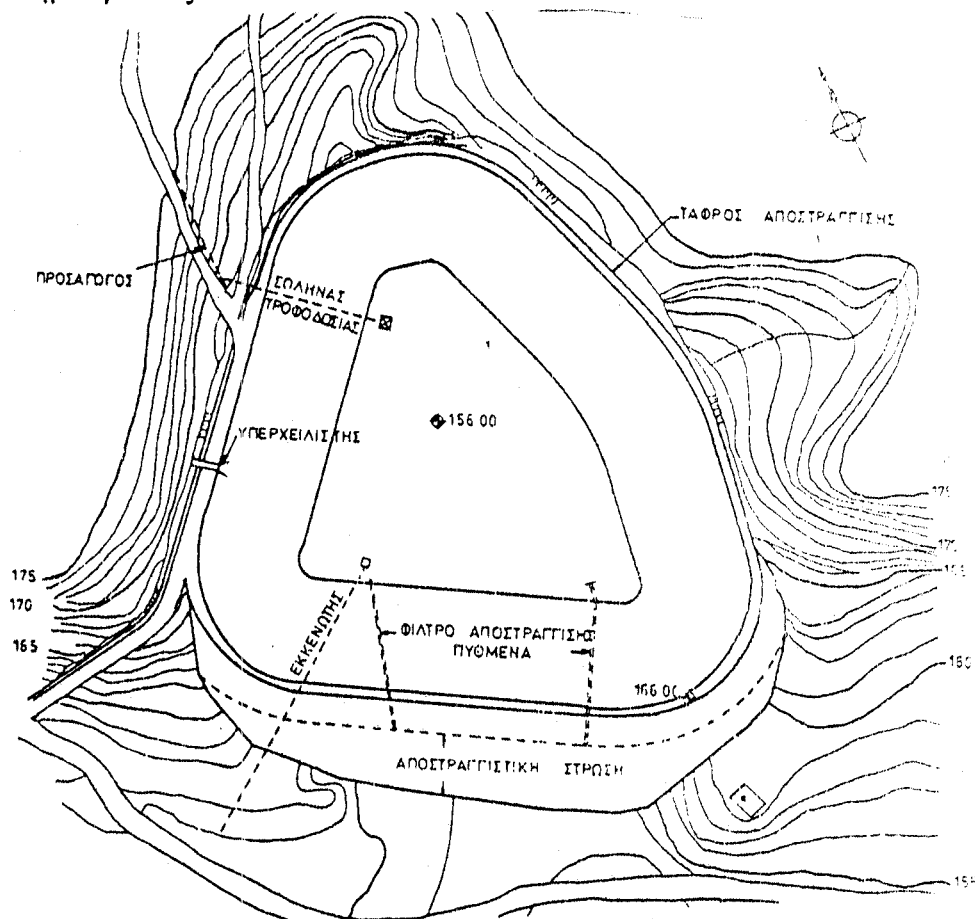 ΤΑΦΡΟΣ ΑΠΟΣΤΡΑΓΓΙΣΗΣ
ΠΡΟΣΑΓΩΓΟΣ
ΣΩΛΗΝΑΣ
ΤΡΟΦΟΔΟΣΙΑΣ
156 00
ΥΠΕΡΧΕΙΛΙΣΤΗΣ
175
170
165
ΕΚΚΕΝΩΤΗΣ
ΦΙΛΤΡΟ ΑΠΟΣΤΡΑΓΓΙΣΗΣ
ΠΥΘΜΕΝΑ
160
166 00
ΑΠΟΣΤΡΑΓΓΙΣΤΙΚΗ ΣΤΡΩΣΗ